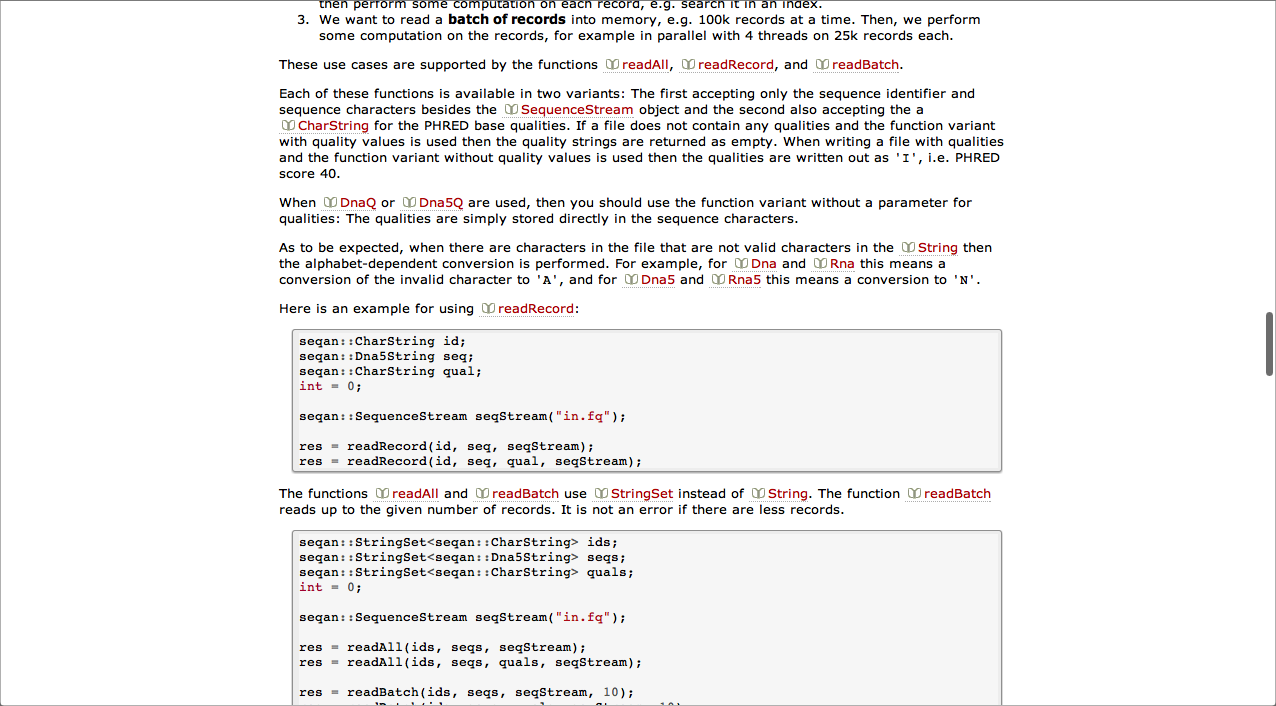 then perform some computation on each record, e.g. search it in an index.
3. We want to read a batch of records into memory, e.g. 100k records at a time. Then, we perform
some computation on the records, for example in parallel with 4 threads on 25k records each.
These use cases are supported by the functions readAll, readRecord, and readBatch.
Each of these functions is available in two variants: The first accepting only the sequence identifier and
sequence characters besides the SequenceStream object and the second also accepting the a
CharString for the PHRED base qualities. If a file does not contain any qualities and the function variant
with quality values is used then the quality strings are returned as empty. When writing a file with qualities
and the function variant without quality values is used then the qualities are written out as 'I', i.e. PHRED
score 40.
When DnaQ or Dna5Q are used, then you should use the function variant without a parameter for
qualities: The qualities are simply stored directly in the sequence characters.
As to be expected, when there are characters in the file that are not valid characters in the String then
the alphabet-dependent conversion is performed. For example, for Dna and Rna this means a
conversion of the invalid character to 'A', and for Dna5 and Rna5 this means a conversion to 'N'.
Here is an example for using readRecord:
seqan::CharString id;
seqan::Dna5String seq;
seqan::CharString qual;
int = 0;
seqan::SequenceStream seqStream("in.fq");
res = readRecord(id, seq, seqStream);
res = readRecord(id, seq, qual, seqStream);
The functions readAll and readBatch use StringSet instead of String. The function readBatch
reads up to the given number of records. It is not an error if there are less records.
seqan::StringSet<seqan::CharString> ids;
seqan::StringSet<seqan::Dna5String> seqs;
seqan::StringSet<seqan::CharString> quals;
int = 0;
seqan::SequenceStream seqStream("in.fq");
res = readAll(ids, seqs, seqStream);
res = readAll(ids, seqs, quals, seqStream);
res = readBatch(ids, seqs, seqStream, 10);